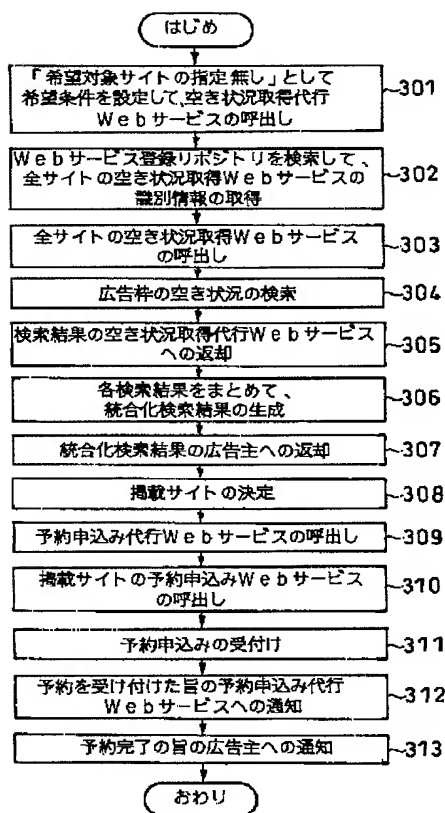 はじめ
「希望対象サイトの指定無し」として
希望条件を設定して、空き状況取得代行
Webサービスの呼出し
301
Webサービス登録リポジトリを検索して、
全サイトの空き状況取得Webサービスの
識別情報の取得
302
全サイトの空き状況取得Webサービス
の呼出し
303
広告枠の空き状況の検索
304
検索結果の空き状況取得代行Webサービス
への返却
305
各検索結果をまとめて、
統合化検索結果の生成
306
統合化検索結果の広告主への返却
307
掲載サイトの決定
308
予約申込み代行Webサービスの呼出し
309
掲載サイトの予約申込みWebサービス
の呼出し
310
予約申込みの受付け
311
予約を受け付けた旨の予約申込み代行
Webサービスへの通知
312
予約完了の旨の広告主への通知
313
おわり